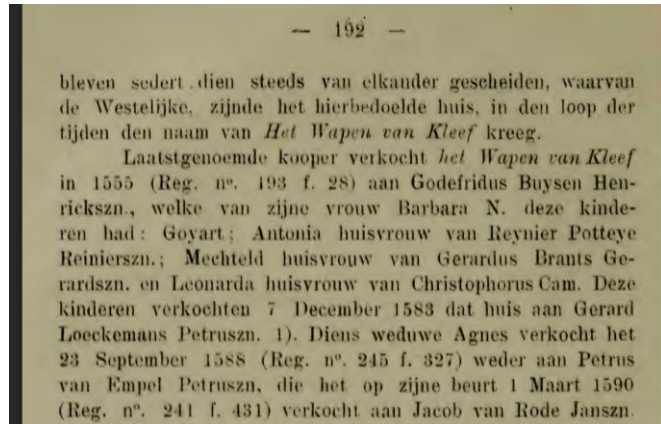 — 192 —
bleven sedert dien steeds van elkander gescheiden, waarvan
de Westelijke, zijnde het hierbedoelde huis, in den loop der
tijden den naam van Het Wapen van Kleef kreeg.
Laatstgenoemde kooper verkocht het Wapen van Kleef
in 1555 (Reg. nº. 193 f. 28) aan Godefridus Buysen Hen-
rickszn., welke van zijne vrouw Barbara N. deze kinde-
ren had: Goyart; Antonia huisvrouw van Reynier Potteye
Reinierszn.; Mechteld huisvrouw van Gerardus Brants Ge-
rardszn. en Leonarda huisvrouw van Christophorus Cam. Deze
kinderen verkochten 7 December 1583 dat huis aan Gerard
Loeckemans Petruszn. 1). Diens weduwe Agnes verkocht het
23 September 1588 (Reg. nº. 245 f. 327) weder aan Petrus
van Empel Petruszn, die het op zijne beurt 1 Maart 1590
(Reg. nº. 241 f. 431) verkocht aan Jacob van Rode Janszn.